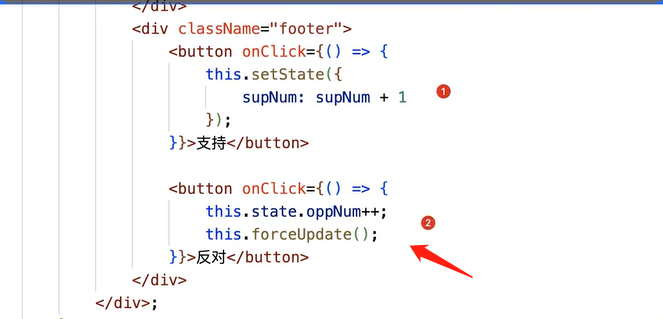 </div>
<div className="footer">
<button onClick={() => {
this.setState({
supNum: supNum + 1
1
});
}}>支持</button>
<button onClick={() => {
this.state.oppNum++;
2
this.forceUpdate();
}}>反对</button>
</div>
</div>;